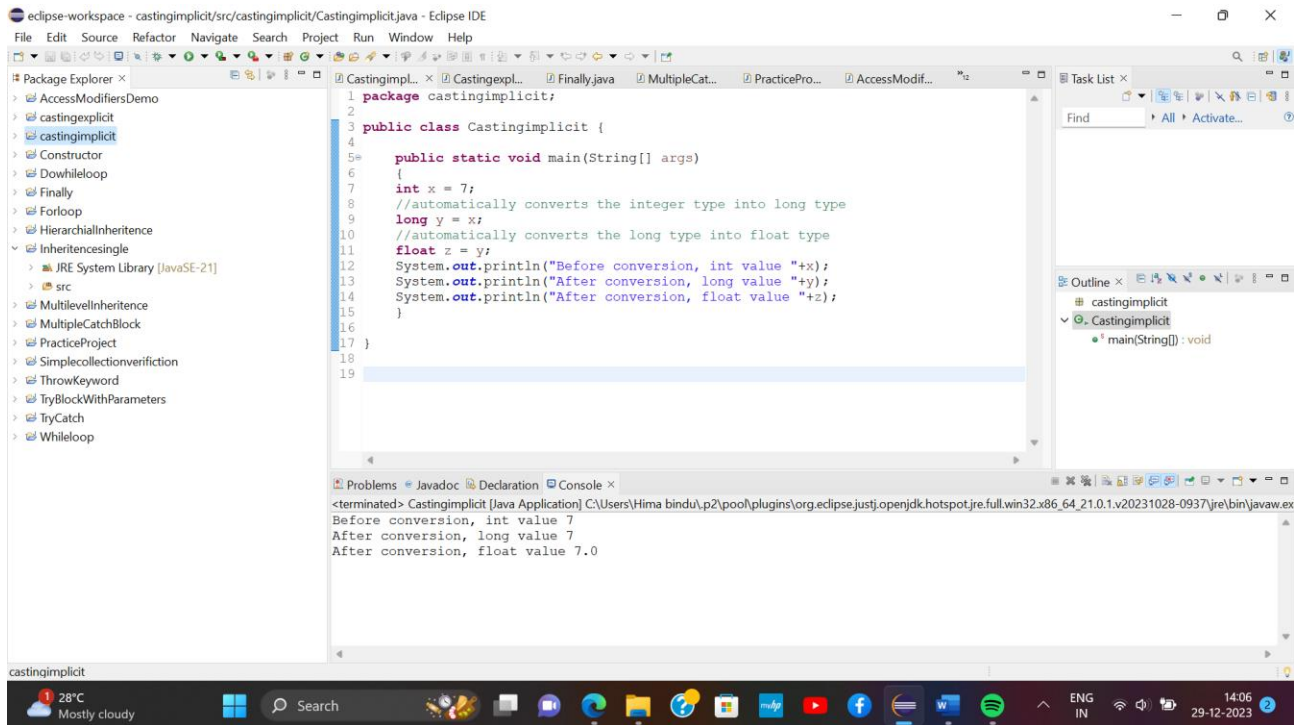 eclipse-workspace - castingimplicit/src/castingimplicit/Castingimplicit.java - Eclipse IDE
File Edit Source Refactor Navigate Search Project Run Window Help
Package Explorer
AccessModifiersDemo
castingexplicit
castingimplicit
Constructor
Dowhileloop
Finally
Forloop
HierarchialInheritence
Inheritencesingle
JRE System Library [JavaSE-21]
src
MultilevelInheritence
MultipleCatchBlock
PracticeProject
Simplecollectionverifiction
ThrowKeyword
TryBlockWithParameters
TryCatch
Whileloop
Castingimpl... Castingexpl... Finally.java MultipleCat... PracticePro... AccessModif... »12
1 package castingimplicit;
2
3 public class Castingimplicit {
4
5 public static void main(String[] args)
6 {
7 int x = 7;
8 //automatically converts the integer type into long type
9 long y = x;
10 //automatically converts the long type into float type
11 float z = y;
12 System.out.println("Before conversion, int value "+x);
13 System.out.println("After conversion, long value "+y);
14 System.out.println("After conversion, float value "+z);
15 }
16
17 }
18
19
Task List
Find All Activate...
Outline
castingimplicit
Castingimplicit
main(String[]) : void
Problems Javadoc Declaration Console
<terminated> Castingimplicit [Java Application] C:\Users\Hima bindu\.p2\pool\plugins\org.eclipse.justj.openjdk.hotspot.jre.full.win32.x86_64_21.0.1.v20231028-0937\jre\bin\javaw.ex
Before conversion, int value 7
After conversion, long value 7
After conversion, float value 7.0
castingimplicit
1
28°C
Mostly cloudy
Search
mvhp
ENG
IN
14:06
29-12-2023
2